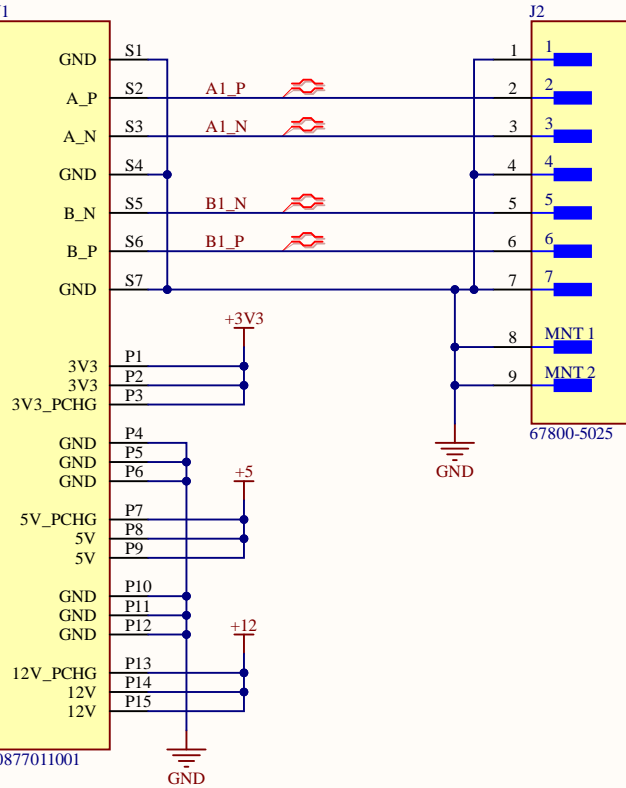 J2
GND S1
A_P S2 A1_P
A_N S3 A1_N
GND S4
B_N S5 B1_N
B_P S6 B1_P
GND S7
1 1
2 2
3 3
4 4
5 5
6 6
7 7
8 MNT 1
9 MNT 2
67800-5025
GND
+3V3
3V3 P1
3V3 P2
3V3_PCHG P3
GND P4
GND P5
GND P6
+5
5V_PCHG P7
5V P8
5V P9
GND P10
GND P11
GND P12
+12
12V_PCHG P13
12V P14
12V P15
0877011001
GND